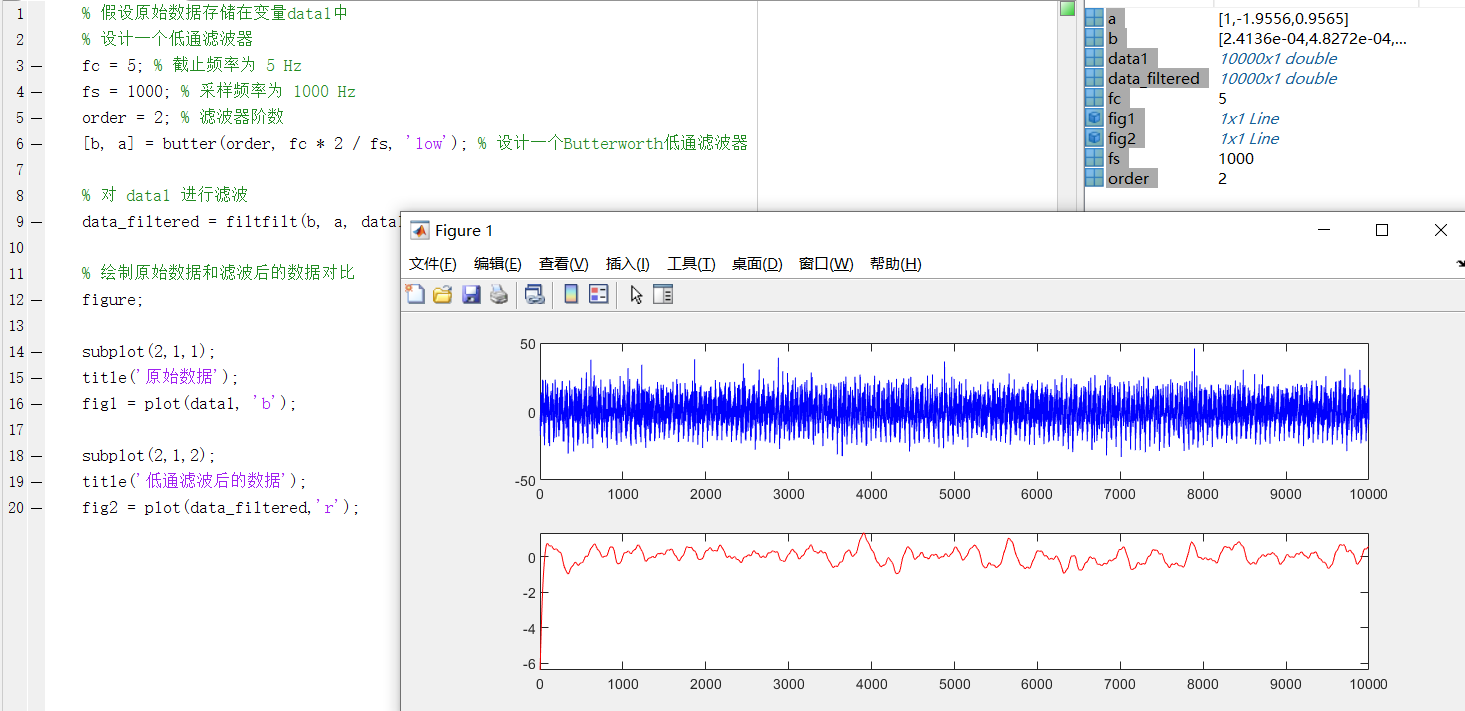 1 % 假设原始数据存储在变量data1中
2 % 设计一个低通滤波器
3 — fc = 5; % 截止频率为 5 Hz
4 — fs = 1000; % 采样频率为 1000 Hz
5 — order = 2; % 滤波器阶数
6 — [b, a] = butter(order, fc * 2 / fs, 'low'); % 设计一个Butterworth低通滤波器
7
8 % 对 data1 进行滤波
9 — data_filtered = filtfilt(b, a, data
10
11 % 绘制原始数据和滤波后的数据对比
12 — figure;
13
14 — subplot(2,1,1);
15 — title('原始数据');
16 — fig1 = plot(data1, 'b');
17
18 — subplot(2,1,2);
19 — title('低通滤波后的数据');
20 — fig2 = plot(data_filtered,'r');
a [1,-1.9556,0.9565]
b [2.4136e-04,4.8272e-04,...
data1 10000x1 double
data_filtered 10000x1 double
fc 5
fig1 1x1 Line
fig2 1x1 Line
fs 1000
order 2
Figure 1
文件(F) 编辑(E) 查看(V) 插入(I) 工具(T) 桌面(D) 窗口(W) 帮助(H)
50
0
-50
0 1000 2000 3000 4000 5000 6000 7000 8000 9000 10000
0
-2
-4
-6
0 1000 2000 3000 4000 5000 6000 7000 8000 9000 10000